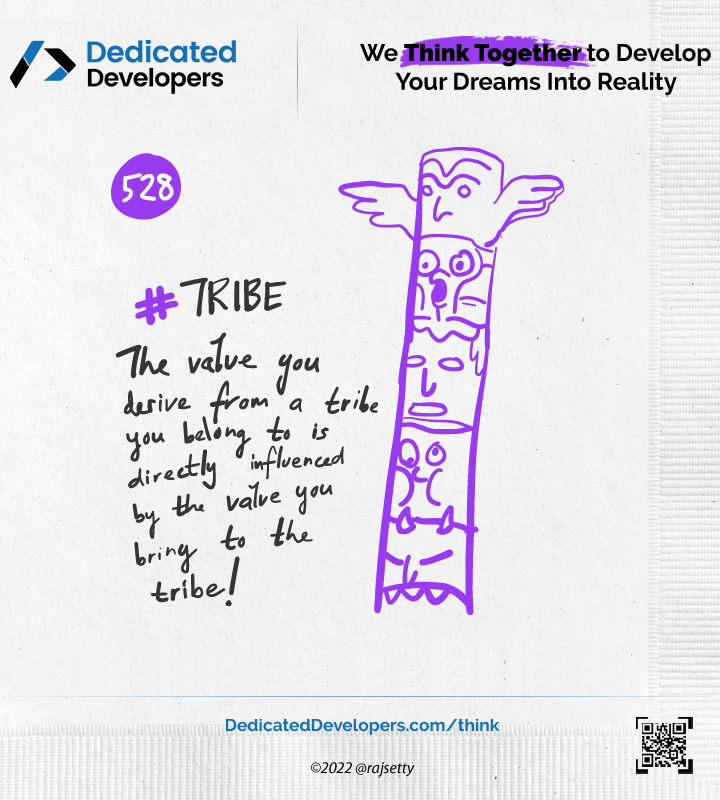 Dedicated
Developers
We Think Together to Develop
Your Dreams Into Reality
528
#TRIBE
The value you
derive from a tribe
you belong to is
directly influenced
by the value you
bring to the
tribe!
DedicatedDevelopers.com/think
©2022 @rajsetty